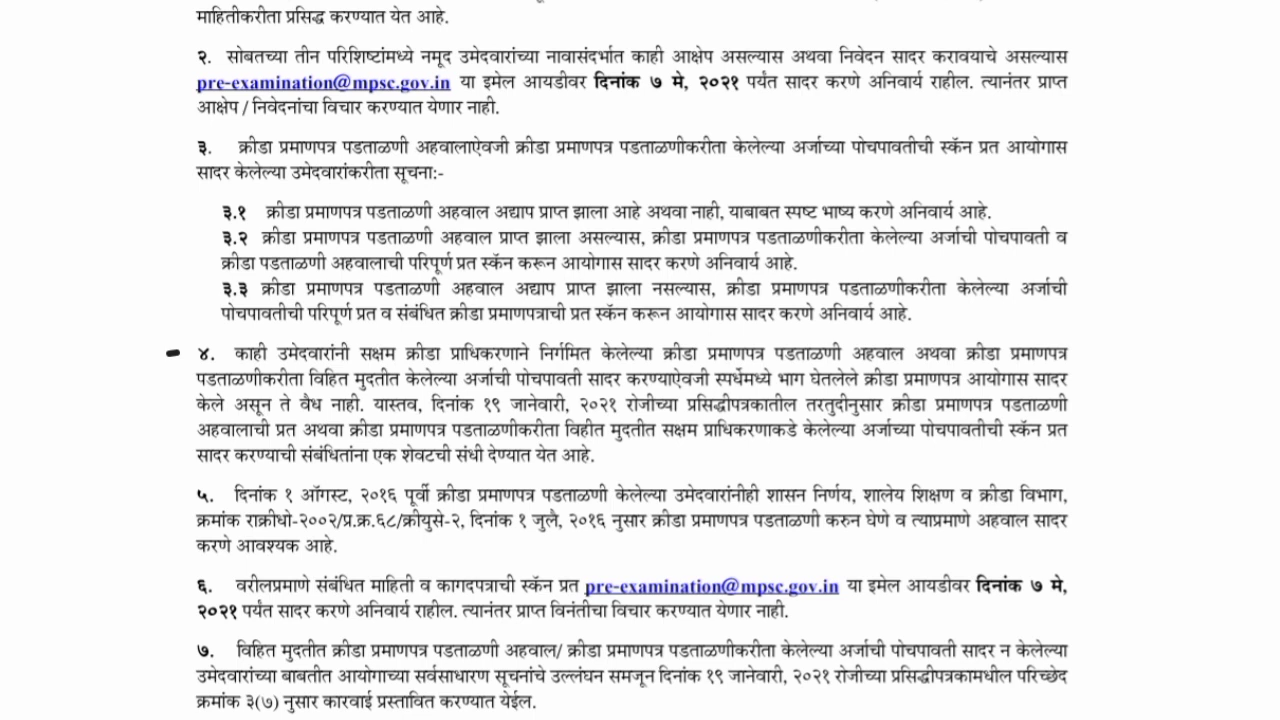 माहितीकरीता प्रसिद्ध करण्यात येत आहे.
२. सोबतच्या तीन परिशिष्टांमध्ये नमूद उमेदवारांच्या नावासंदर्भात काही आक्षेप असल्यास अथवा निवेदन सादर करावयाचे असल्यास
pre-examination@mpsc.gov.in या इमेल आयडीवर दिनांक ७ मे, २०२१ पर्यंत सादर करणे अनिवार्य राहील. त्यानंतर प्राप्त
आक्षेप / निवेदनांचा विचार करण्यात येणार नाही.
३. क्रीडा प्रमाणपत्र पडताळणी अहवालाऐवजी क्रीडा प्रमाणपत्र पडताळणीकरीता केलेल्या अर्जाच्या पोचपावतीची स्कॅन प्रत आयोगास
सादर केलेल्या उमेदवारांकरीता सूचना:-
३.१ क्रीडा प्रमाणपत्र पडताळणी अहवाल अद्याप प्राप्त झाला आहे अथवा नाही, याबाबत स्पष्ट भाष्य करणे अनिवार्य आहे.
३.२ क्रीडा प्रमाणपत्र पडताळणी अहवाल प्राप्त झाला असल्यास, क्रीडा प्रमाणपत्र पडताळणीकरीता केलेल्या अर्जाची पोचपावती व
क्रीडा पडताळणी अहवालाची परिपूर्ण प्रत स्कॅन करून आयोगास सादर करणे अनिवार्य आहे.
३.३ क्रीडा प्रमाणपत्र पडताळणी अहवाल अद्याप प्राप्त झाला नसल्यास, क्रीडा प्रमाणपत्र पडताळणीकरीता केलेल्या अर्जाची
पोचपावतीची परिपूर्ण प्रत व संबंधित क्रीडा प्रमाणपत्राची प्रत स्कॅन करून आयोगास सादर करणे अनिवार्य आहे.
४. काही उमेदवारांनी सक्षम क्रीडा प्राधिकरणाने निर्गमित केलेल्या क्रीडा प्रमाणपत्र पडताळणी अहवाल अथवा क्रीडा प्रमाणपत्र
पडताळणीकरीता विहित मुदतीत केलेल्या अर्जाची पोचपावती सादर करण्याऐवजी स्पर्धेमध्ये भाग घेतलेले क्रीडा प्रमाणपत्र आयोगास सादर
केले असून ते वैध नाही. यास्तव, दिनांक १९ जानेवारी, २०२१ रोजीच्या प्रसिद्धीपत्रकातील तरतुदीनुसार क्रीडा प्रमाणपत्र पडताळणी
अहवालाची प्रत अथवा क्रीडा प्रमाणपत्र पडताळणीकरीता विहीत मुदतीत सक्षम प्राधिकरणाकडे केलेल्या अर्जाच्या पोचपावतीची स्कॅन प्रत
सादर करण्याची संबंधितांना एक शेवटची संधी देण्यात येत आहे.
५. दिनांक १ ऑगस्ट, २०१६ पूर्वी क्रीडा प्रमाणपत्र पडताळणी केलेल्या उमेदवारांनीही शासन निर्णय, शालेय शिक्षण व क्रीडा विभाग,
क्रमांक राक्रीधो-२००२/प्र.क्र.६८/क्रीयुसे-२, दिनांक १ जुलै, २०१६ नुसार क्रीडा प्रमाणपत्र पडताळणी करुन घेणे व त्याप्रमाणे अहवाल सादर
करणे आवश्यक आहे.
६. वरीलप्रमाणे संबंधित माहिती व कागदपत्राची स्कॅन प्रत pre-examination@mpsc.gov.in या इमेल आयडीवर दिनांक ७ मे,
२०२१ पर्यंत सादर करणे अनिवार्य राहील. त्यानंतर प्राप्त विनंतीचा विचार करण्यात येणार नाही.
७. विहित मुदतीत क्रीडा प्रमाणपत्र पडताळणी अहवाल/ क्रीडा प्रमाणपत्र पडताळणीकरीता केलेल्या अर्जाची पोचपावती सादर न केलेल्या
उमेदवारांच्या बाबतीत आयोगाच्या सर्वसाधारण सूचनांचे उल्लंघन समजून दिनांक १९ जानेवारी, २०२१ रोजीच्या प्रसिद्धीपत्रकामधील परिच्छेद
क्रमांक ३(७) नुसार कारवाई प्रस्तावित करण्यात येईल.